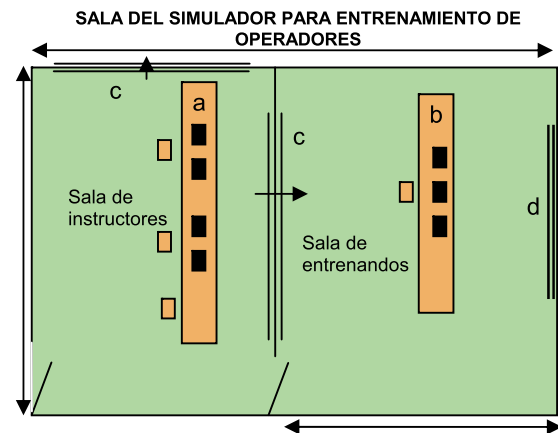 SALA DEL SIMULADOR PARA ENTRENAMIENTO DE
OPERADORES
c
a
b
c
Sala de
instructores
d
Sala de
entrenandos